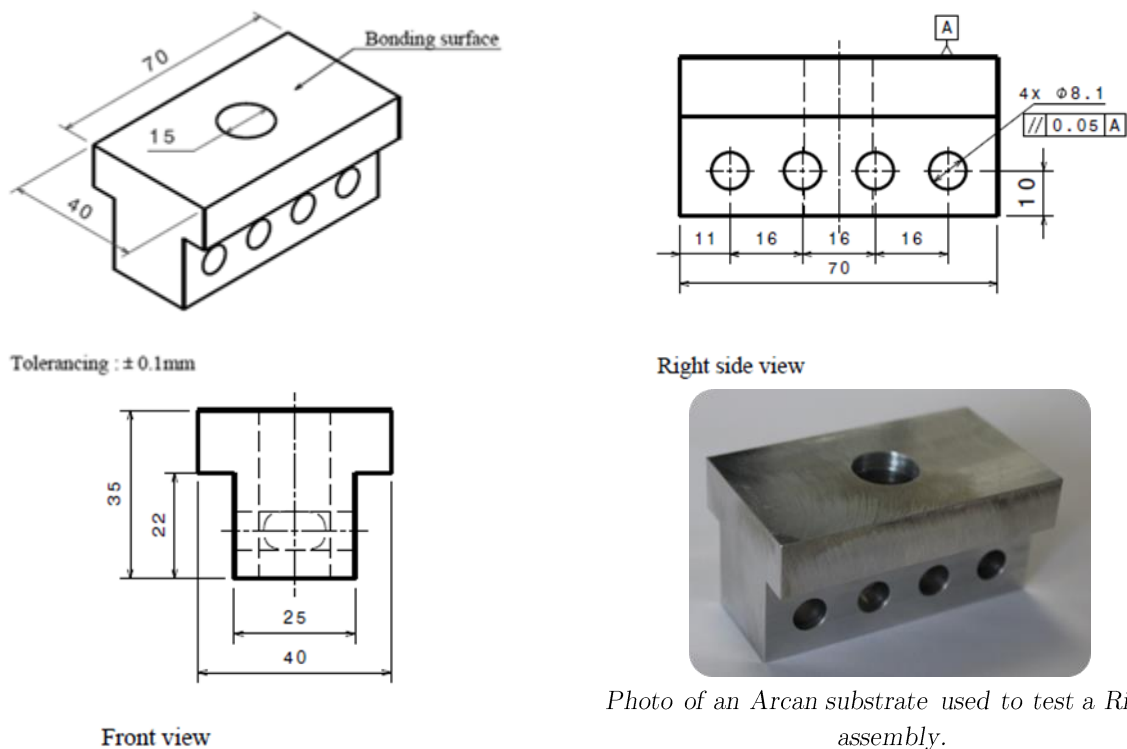 70
Bonding surface
15
40
A
4x Φ8.1
// 0.05 A
10
11 16 16 16
70
Tolerancing : ± 0.1mm
Right side view
35
22
25
40
Front view
Photo of an Arcan substrate used to test a Ri
assembly.